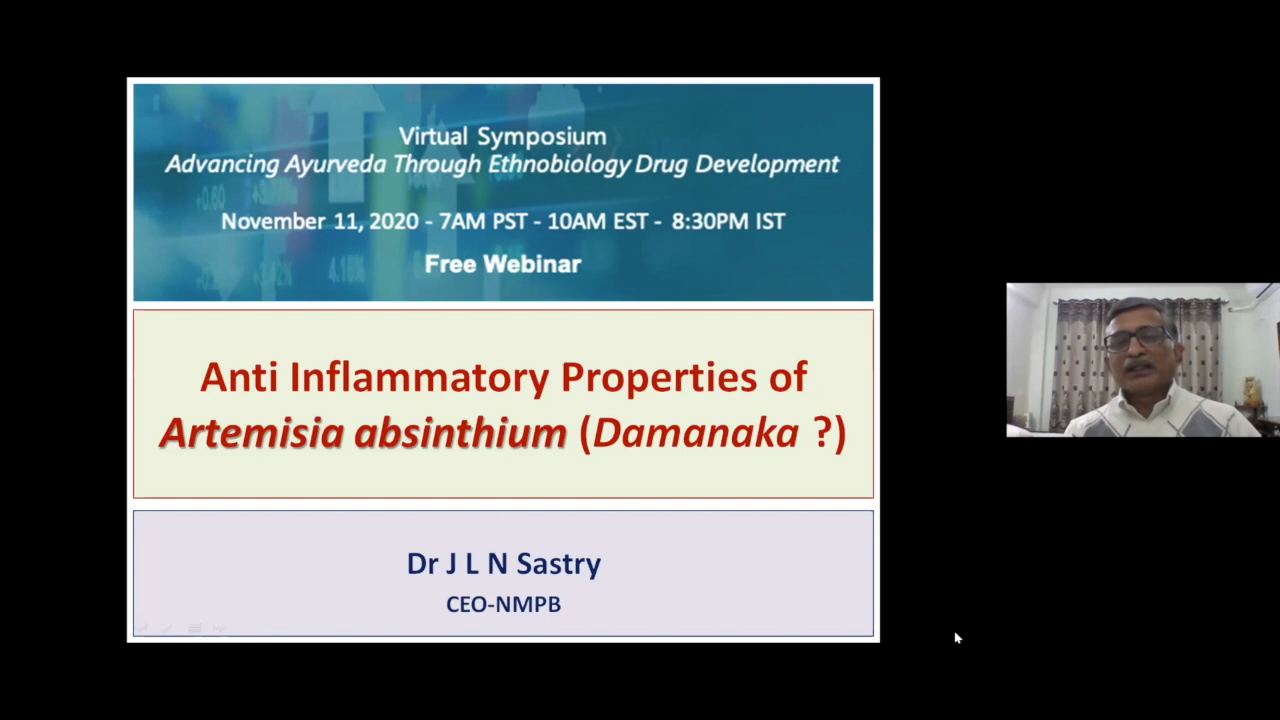 Virtual Symposium
Advancing Ayurveda Through Ethnobiology Drug Development
November 11, 2020 - 7AM PST - 10AM EST - 8:30PM IST
Free Webinar
Anti Inflammatory Properties of
Artemisia absinthium (Damanaka ?)
Dr J L N Sastry
CEO-NMPB